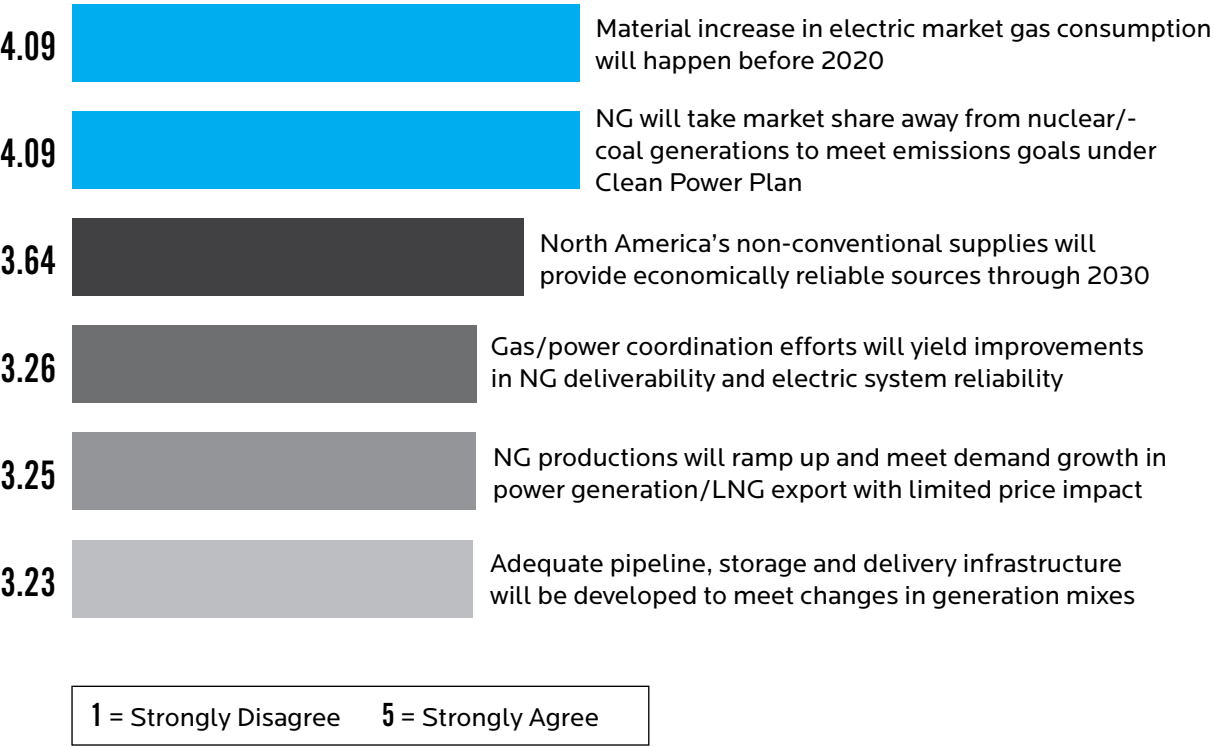 4.09
Material increase in electric market gas consumption
will happen before 2020
4.09
NG will take market share away from nuclear/-
coal generations to meet emissions goals under
Clean Power Plan
3.64
North America’s non-conventional supplies will
provide economically reliable sources through 2030
3.26
Gas/power coordination efforts will yield improvements
in NG deliverability and electric system reliability
3.25
NG productions will ramp up and meet demand growth in
power generation/LNG export with limited price impact
3.23
Adequate pipeline, storage and delivery infrastructure
will be developed to meet changes in generation mixes
1 = Strongly Disagree 5 = Strongly Agree